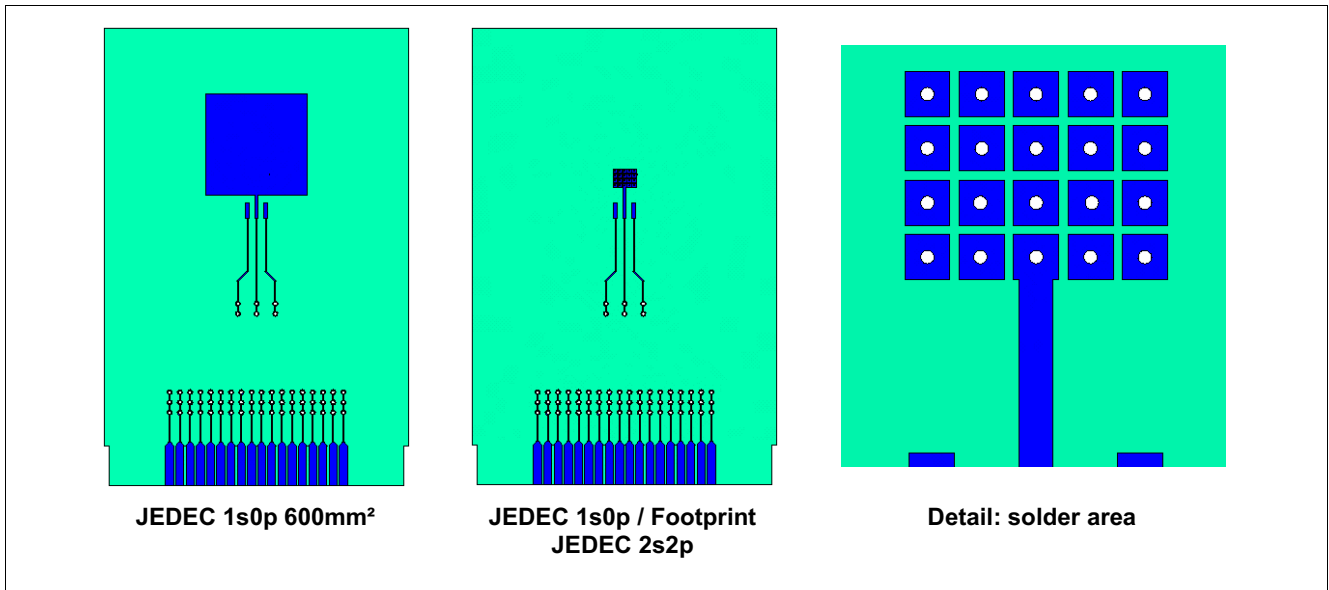 JEDEC 1s0p 600mm²
JEDEC 1s0p / Footprint
JEDEC 2s2p
Detail: solder area